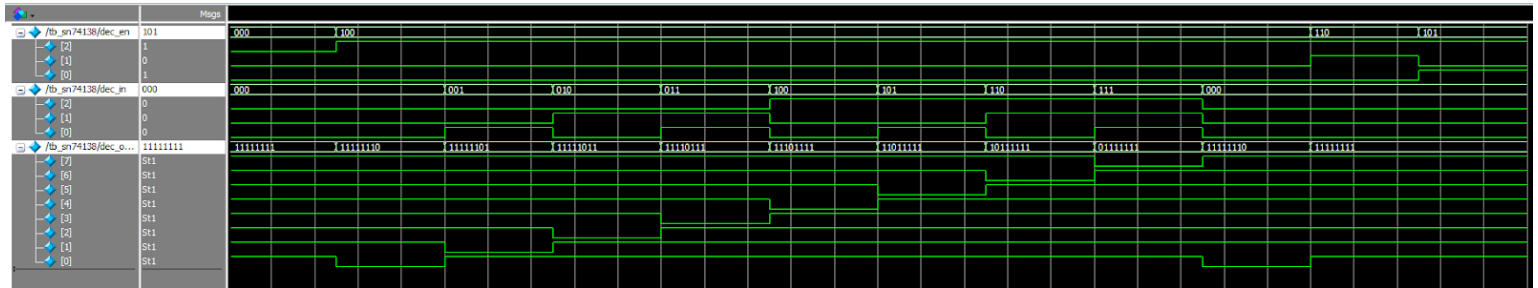 Msgs
/tb_sn74138/dec_en 101 000 100 110 101
[2] 1
[1] 0
[0] 1
/tb_sn74138/dec_in 000 000 001 010 011 100 101 110 111 000
[2] 0
[1] 0
[0] 0
/tb_sn74138/dec_o... 11111111 11111111 11111110 11111101 11111011 11110111 11101111 11011111 10111111 01111111 11111110 11111111
[7] St1
[6] St1
[5] St1
[4] St1
[3] St1
[2] St1
[1] St1
[0] St1